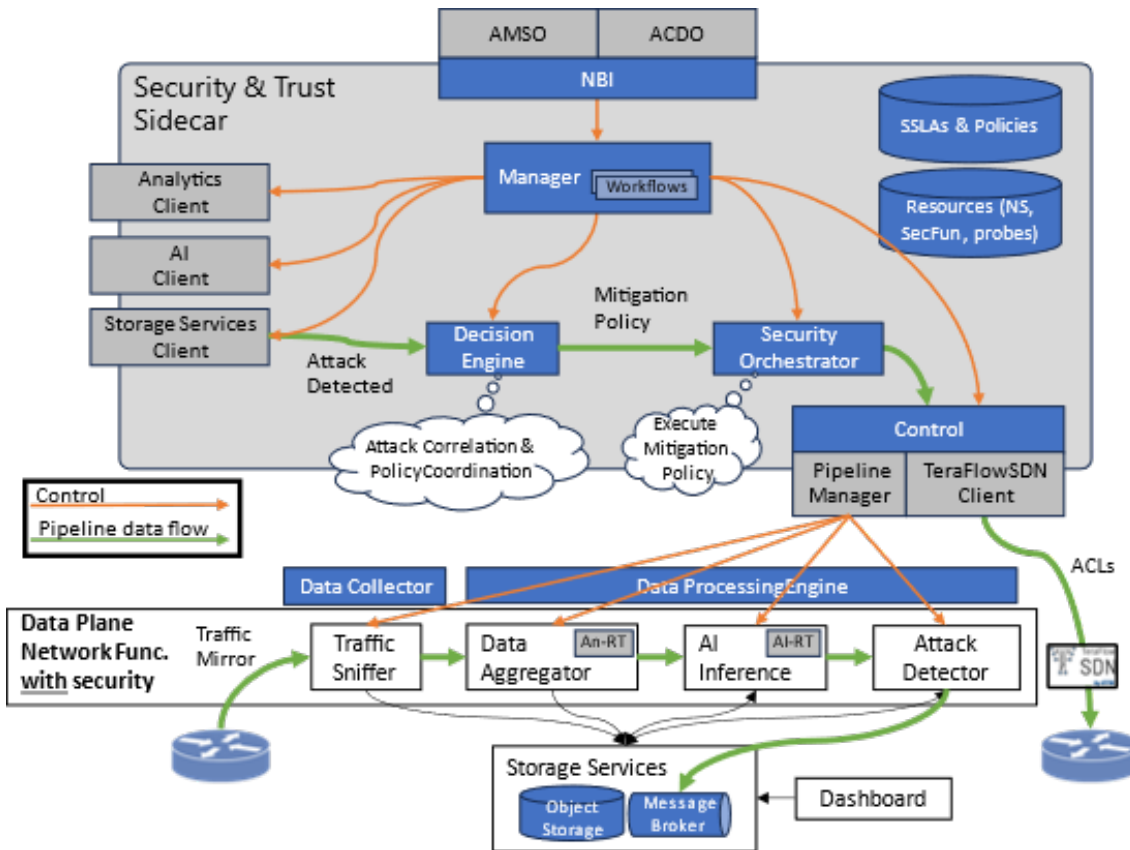 AMSO
ACDO
NBI
Security & Trust
Sidecar
SSLAs & Policies
Manager
Workflows
Analytics
Client
Resources (NS,
SecFun, probes)
AI
Client
Storage Services
Client
Mitigation
Policy
Decision
Engine
Security
Orchestrator
Attack
Detected
Attack Correlation &
PolicyCoordination
Execute
Mitigation
Policy
Control
Pipeline
Manager
TeraFlowSDN
Client
Control
Pipeline data flow
ACLs
Data Collector
Data ProcessingEngine
Data Plane
Network Func.
with security
Traffic
Mirror
Traffic
Sniffer
Data
Aggregator
An-RT
AI
Inference
AI-RT
Attack
Detector
TeraFlow
SDN
Storage Services
Object
Storage
Message
Broker
Dashboard